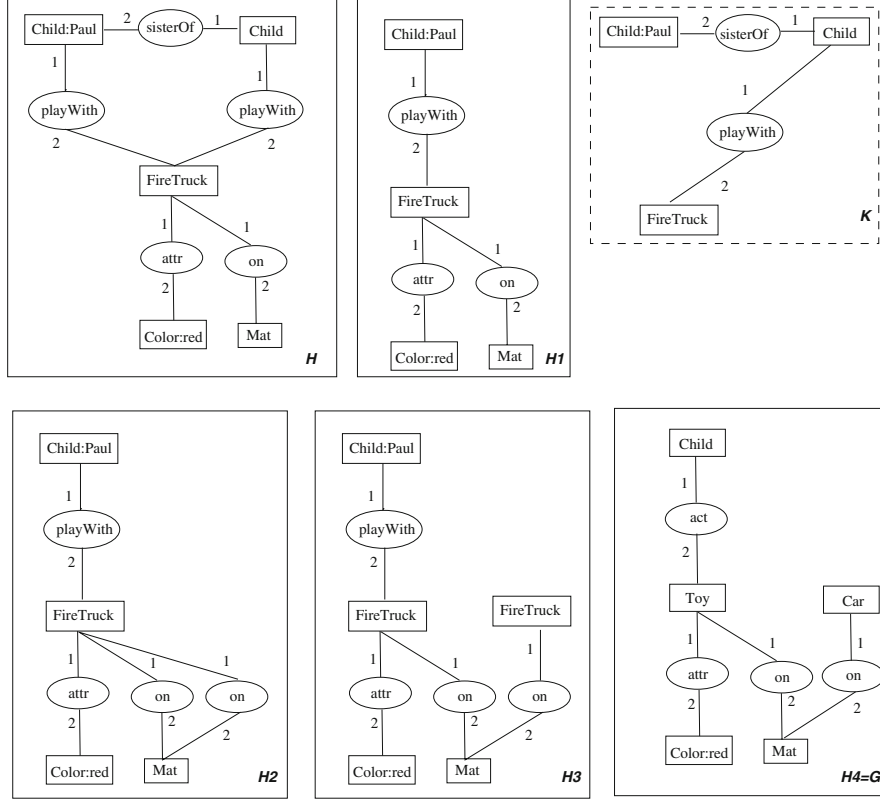 Child:Paul 2 sisterOf 1 Child
1 1
playWith playWith
2 2
FireTruck
1 1
attr on
2 2
Color:red Mat
H
Child:Paul
1
playWith
2
FireTruck
1 1
attr on
2 2
Color:red Mat H1
Child:Paul 2 sisterOf 1 Child
1
playWith
2
FireTruck K
Child:Paul
1
playWith
2
FireTruck
1 1 1
attr on on
2 2 2
Color:red Mat H2
Child:Paul
1
playWith
2
FireTruck FireTruck
1 1 1
attr on on
2 2 2
Color:red Mat H3
Child
1
act
2
Toy Car
1 1 1
attr on on
2 2 2
Color:red Mat
H4=G